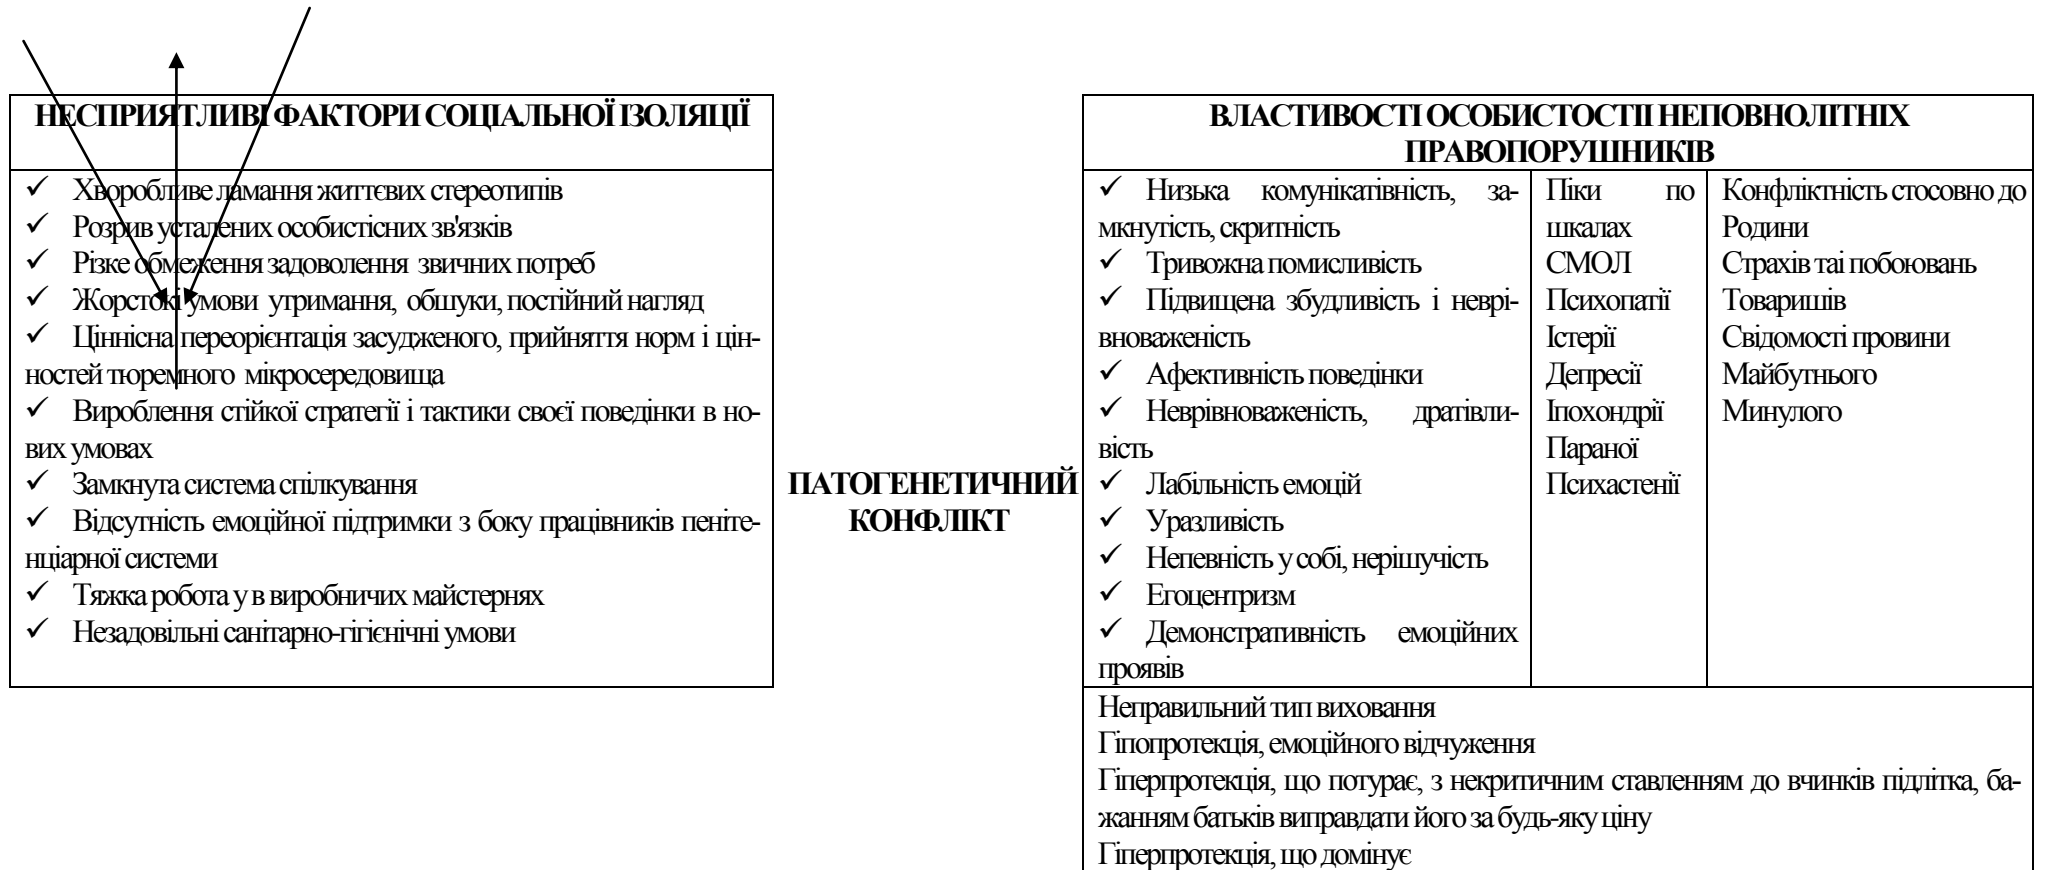 НЕСПРИЯТЛИВІ ФАКТОРИ СОЦІАЛЬНОЇ ІЗОЛЯЦІЇ
✓ Хворобливе ламання життєвих стереотипів
✓ Розрив усталених особистісних зв'язків
✓ Різке обмеження задоволення звичних потреб
✓ Жорстокі умови утримання, обшуки, постійний нагляд
✓ Ціннісна переорієнтація засудженого, прийняття норм і цін-
ностей тюремного мікросередовища
✓ Вироблення стійкої стратегії і тактики своєї поведінки в но-
вих умовах
✓ Замкнута система спілкування
✓ Відсутність емоційної підтримки з боку працівників пеніте-
нціарної системи
✓ Тяжка робота у в виробничих майстернях
✓ Незадовільні санітарно-гігієнічні умови
ПАТОГЕНЕТИЧНИЙ
КОНФЛІКТ
ВЛАСТИВОСТІ ОСОБИСТОСТІІ НЕПОВНОЛІТНІХ
ПРАВОПОРУШНИКІВ
✓ Низька комунікатівність, за-
мкнутість, скритність
✓ Тривожна помисливість
✓ Підвищена збудливість і неврі-
вноваженість
✓ Афективність поведінки
✓ Неврівноваженість, дратівли-
вість
✓ Лабільність емоцій
✓ Уразливість
✓ Непевність у собі, нерішучість
✓ Егоцентризм
✓ Демонстративність емоційних
проявів
Піки по
шкалах
СМОЛ
Психопатії
Істерії
Депресії
Іпохондрії
Параної
Психастенії
Конфліктність стосовно до
Родини
Страхів таі побоювань
Товаришів
Свідомості провини
Майбутнього
Минулого
Неправильний тип виховання
Гіпопротекція, емоційного відчуження
Гіперпротекція, що потурає, з некритичним ставленням до вчинків підлітка, ба-
жанням батьків виправдати його за будь-яку ціну
Гіперпротекція, що домінує